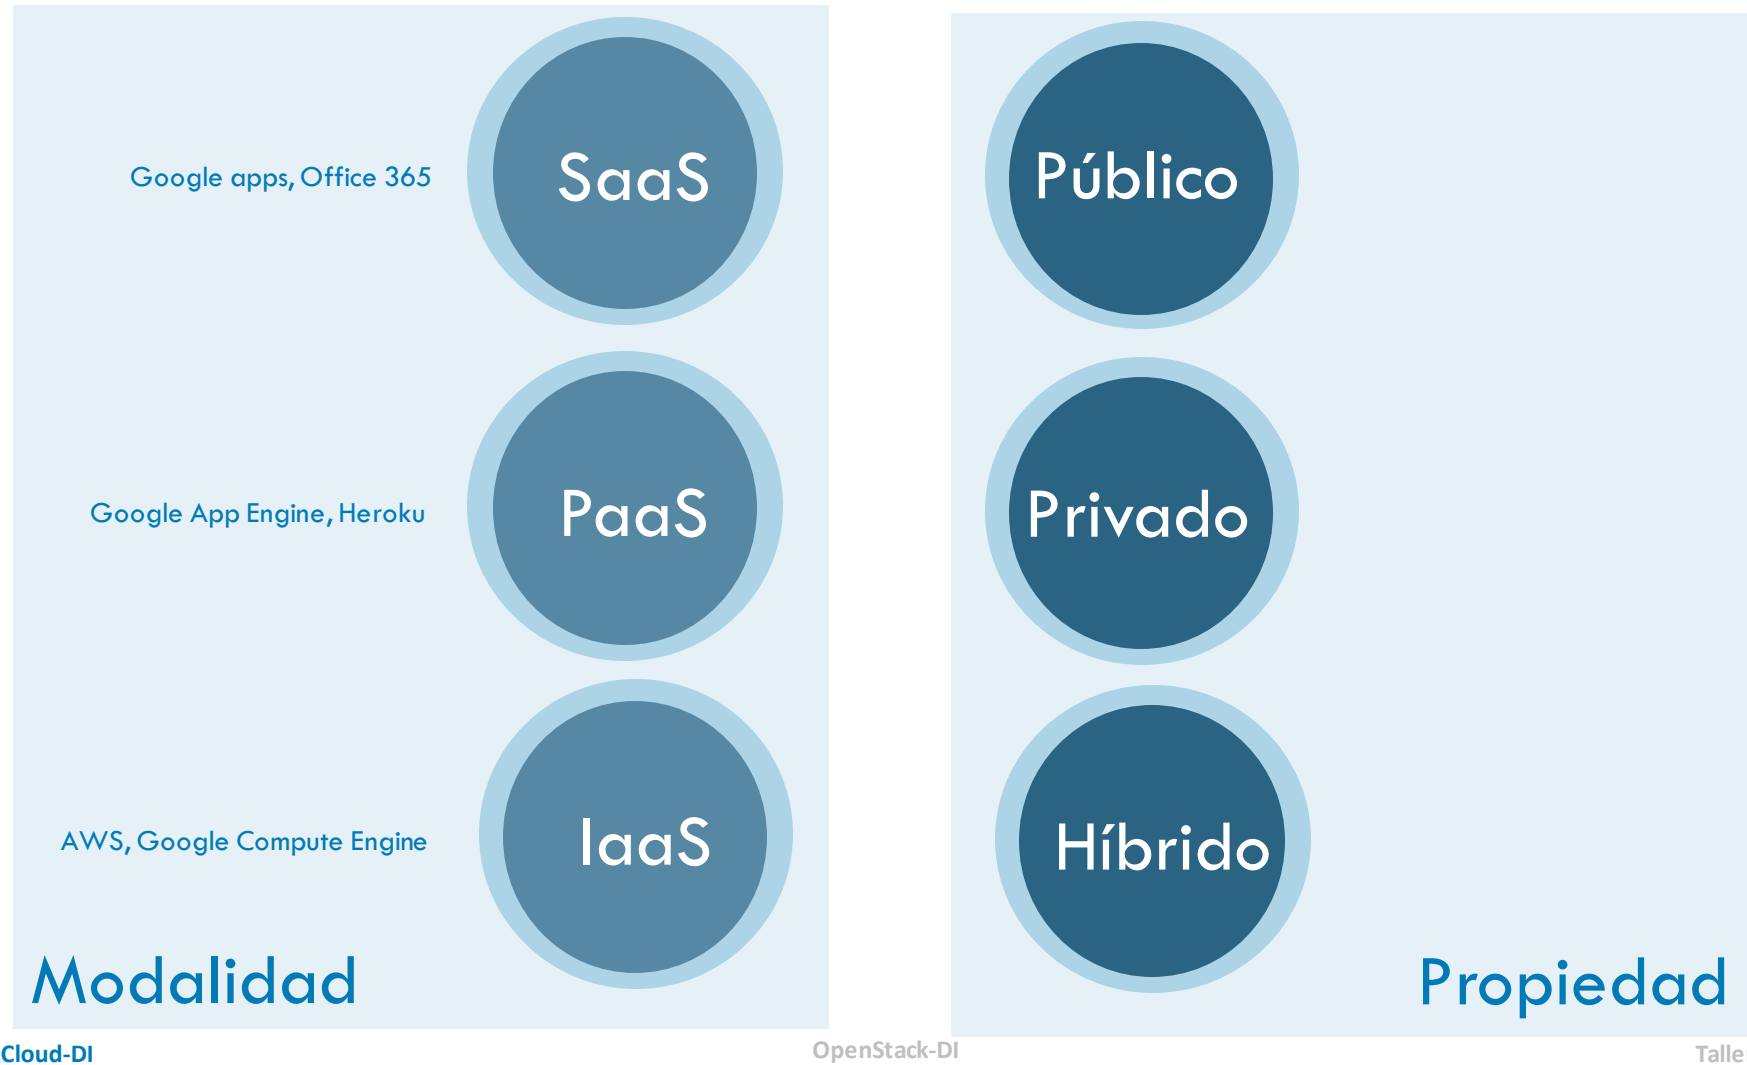 Google apps, Office 365
SaaS
Google App Engine, Heroku
PaaS
AWS, Google Compute Engine
IaaS
Modalidad
Público
Privado
Híbrido
Propiedad
Cloud-DI
OpenStack-DI
Talle